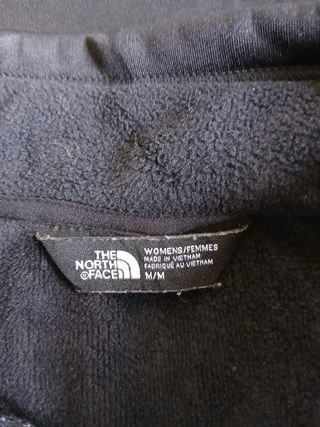 THE
NORTH
FACE
WOMENS/FEMMES
MADE IN VIETNAM
FABRIQUÉ AU VIETNAM
M/M